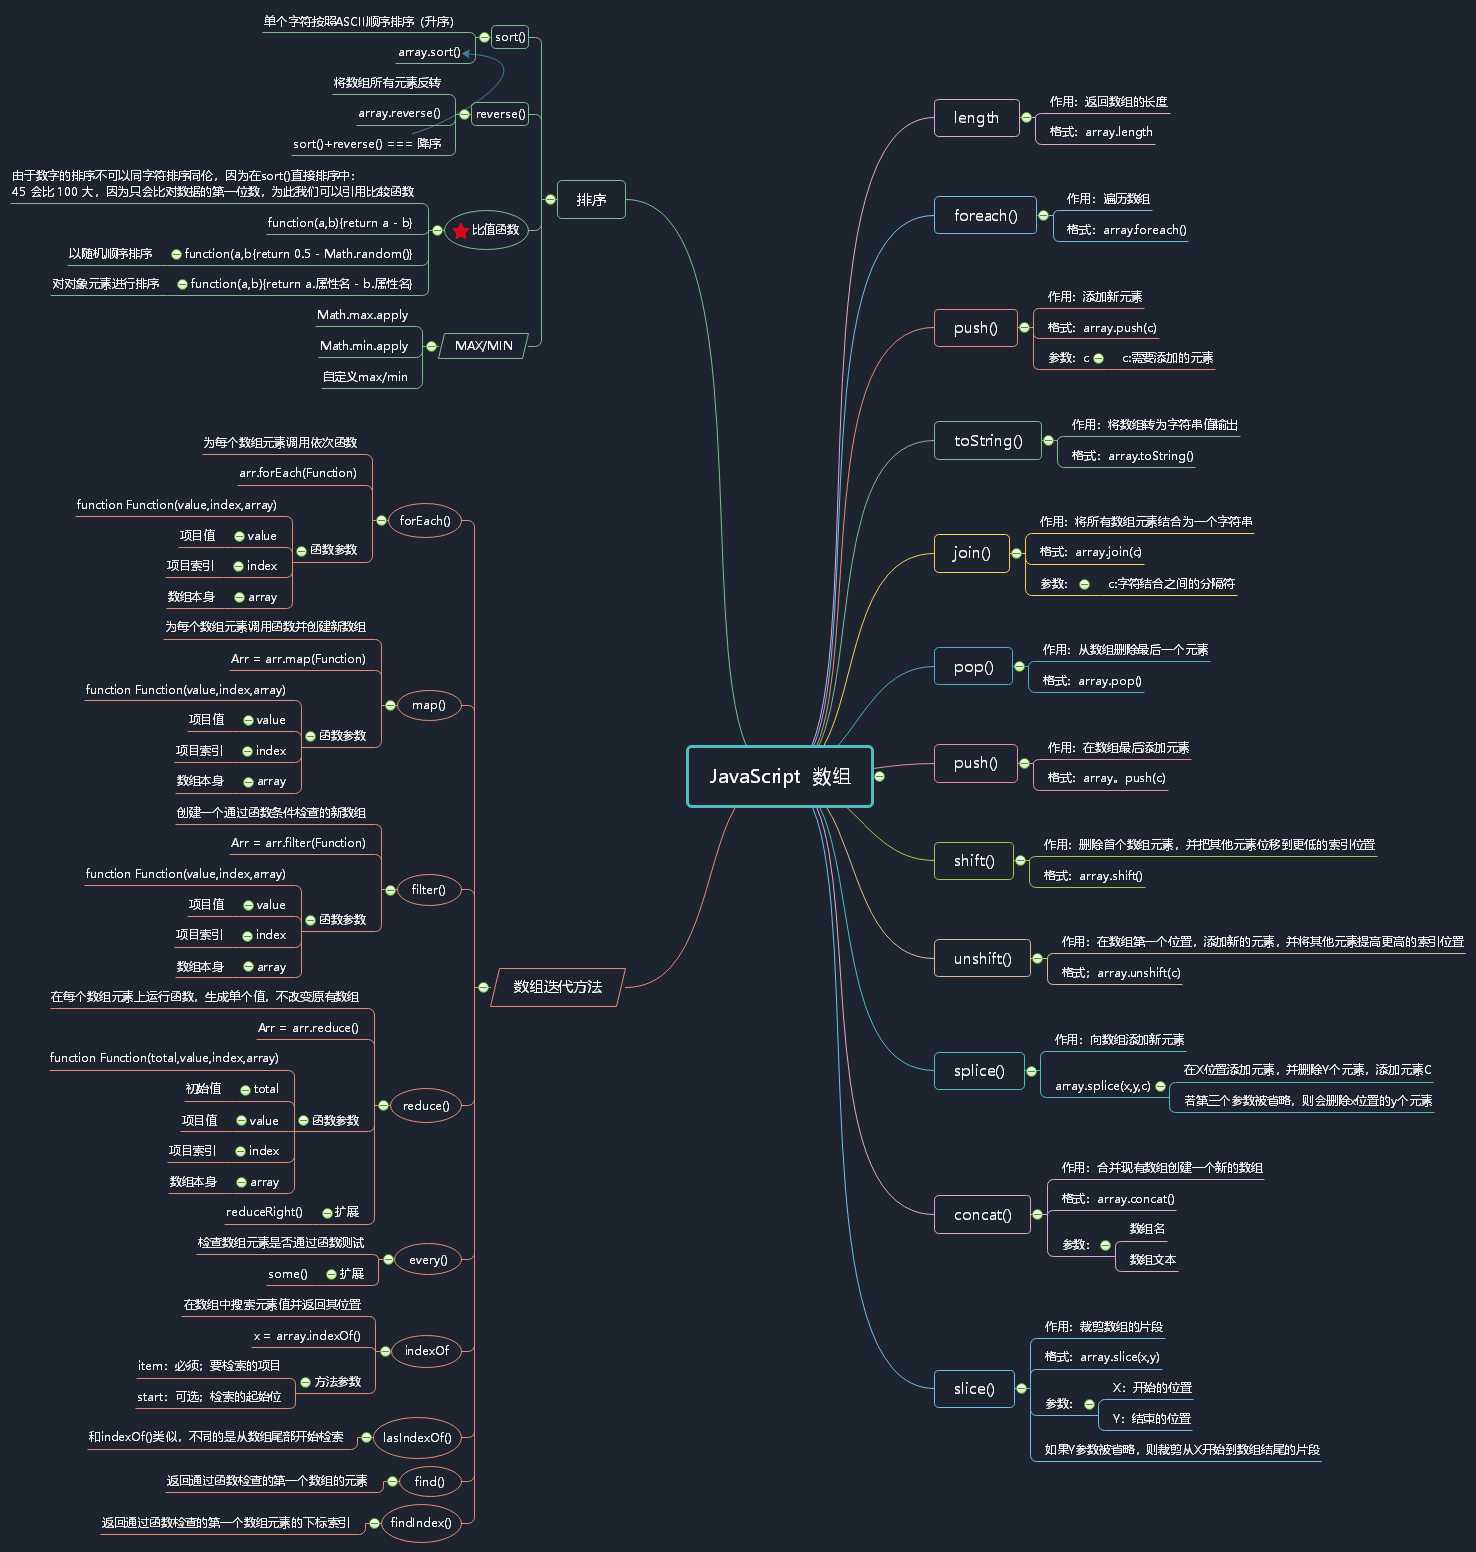 JavaScript 数组
排序
sort()
单个字符按照ASCII顺序排序（升序）
array.sort()
reverse()
将数组所有元素反转
array.reverse()
sort()+reverse() === 降序
比值函数
由于数字的排序不可以同字符排序同伦，因为在sort()直接排序中：
45 会比 100 大，因为只会比对数据的第一位数，为此我们可以引用比较函数
function(a,b){return a - b}
function(a,b{return 0.5 - Math.random()}
以随机顺序排序
function(a,b){return a.属性名 - b.属性名}
对对象元素进行排序
MAX/MIN
Math.max.apply
Math.min.apply
自定义max/min
数组迭代方法
forEach()
为每个数组元素调用依次函数
arr.forEach(Function)
函数参数
function Function(value,index,array)
value
项目值
index
项目索引
array
数组本身
map()
为每个数组元素调用函数并创建新数组
Arr = arr.map(Function)
函数参数
function Function(value,index,array)
value
项目值
index
项目索引
array
数组本身
filter()
创建一个通过函数条件检查的新数组
Arr = arr.filter(Function)
函数参数
function Function(value,index,array)
value
项目值
index
项目索引
array
数组本身
reduce()
在每个数组元素上运行函数，生成单个值，不改变原有数组
Arr = arr.reduce()
函数参数
function Function(total,value,index,array)
total
初始值
value
项目值
index
项目索引
array
数组本身
扩展
reduceRight()
every()
检查数组元素是否通过函数测试
扩展
some()
indexOf
在数组中搜索元素值并返回其位置
x = array.indexOf()
方法参数
item：必须；要检索的项目
start：可选；检索的起始位
lasIndexOf()
和indexOf()类似，不同的是从数组尾部开始检索
find()
返回通过函数检查的第一个数组的元素
findIndex()
返回通过函数检查的第一个数组元素的下标索引
length
作用：返回数组的长度
格式：array.length
foreach()
作用：遍历数组
格式：array.foreach()
push()
作用：添加新元素
格式：array.push(c)
参数：c
c:需要添加的元素
toString()
作用：将数组转为字符串值输出
格式：array.toString()
join()
作用：将所有数组元素结合为一个字符串
格式：array.join(c)
参数：
c:字符结合之间的分隔符
pop()
作用：从数组删除最后一个元素
格式：array.pop()
push()
作用：在数组最后添加元素
格式：array。push(c)
shift()
作用：删除首个数组元素，并把其他元素位移到更低的索引位置
格式：array.shift()
unshift()
作用：在数组第一个位置，添加新的元素，并将其他元素提高更高的索引位置
格式；array.unshift(c)
splice()
作用：向数组添加新元素
array.splice(x,y,c)
在X位置添加元素，并删除Y个元素，添加元素C
若第三个参数被省略，则会删除x位置的y个元素
concat()
作用：合并现有数组创建一个新的数组
格式：array.concat()
参数：
数组名
数组文本
slice()
作用：裁剪数组的片段
格式：array.slice(x,y)
参数：
X：开始的位置
Y：结束的位置
如果Y参数被省略，则裁剪从X开始到数组结尾的片段